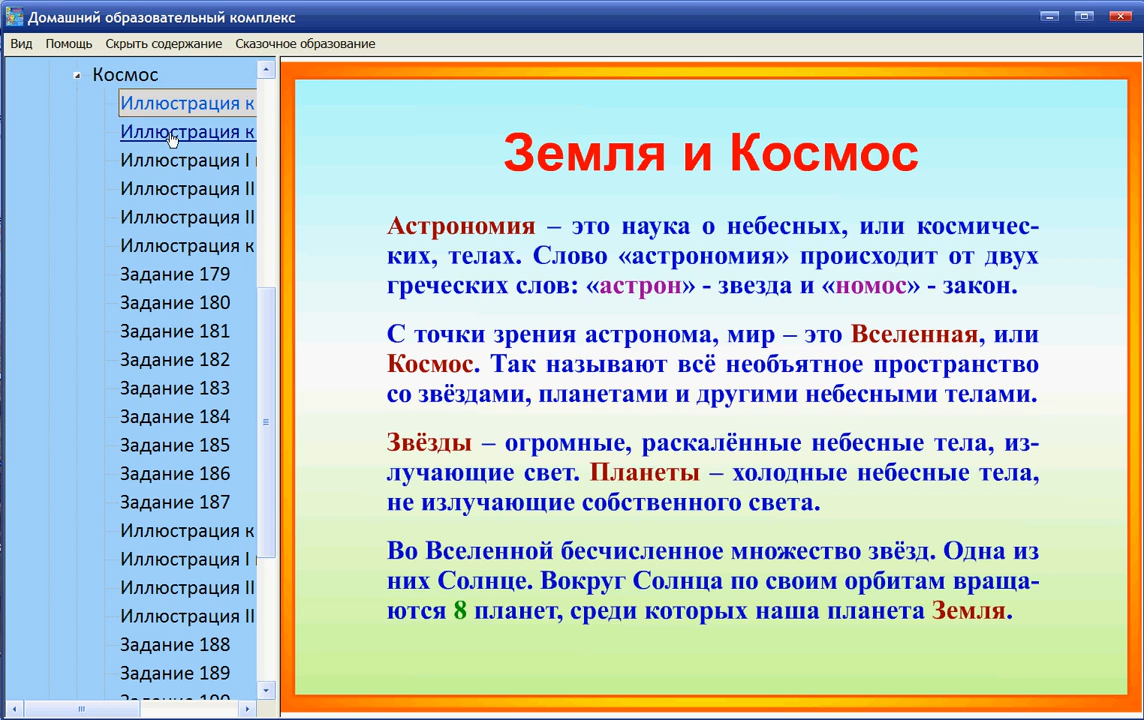 Домашний образовательный комплекс
Вид Помощь Скрыть содержание Сказочное образование
Космос
Иллюстрация к
Иллюстрация к
Иллюстрация I
Иллюстрация II
Иллюстрация II
Иллюстрация к
Задание 179
Задание 180
Задание 181
Задание 182
Задание 183
Задание 184
Задание 185
Задание 186
Задание 187
Иллюстрация к
Иллюстрация I
Иллюстрация II
Иллюстрация II
Задание 188
Задание 189
Задание 190
Земля и Космос
Астрономия – это наука о небесных, или космичес-
ких, телах. Слово «астрономия» происходит от двух
греческих слов: «астрон» - звезда и «номос» - закон.
С точки зрения астронома, мир – это Вселенная, или
Космос. Так называют всё необъятное пространство
со звёздами, планетами и другими небесными телами.
Звёзды – огромные, раскалённые небесные тела, из-
лучающие свет. Планеты – холодные небесные тела,
не излучающие собственного света.
Во Вселенной бесчисленное множество звёзд. Одна из
них Солнце. Вокруг Солнца по своим орбитам враща-
ются 8 планет, среди которых наша планета Земля.